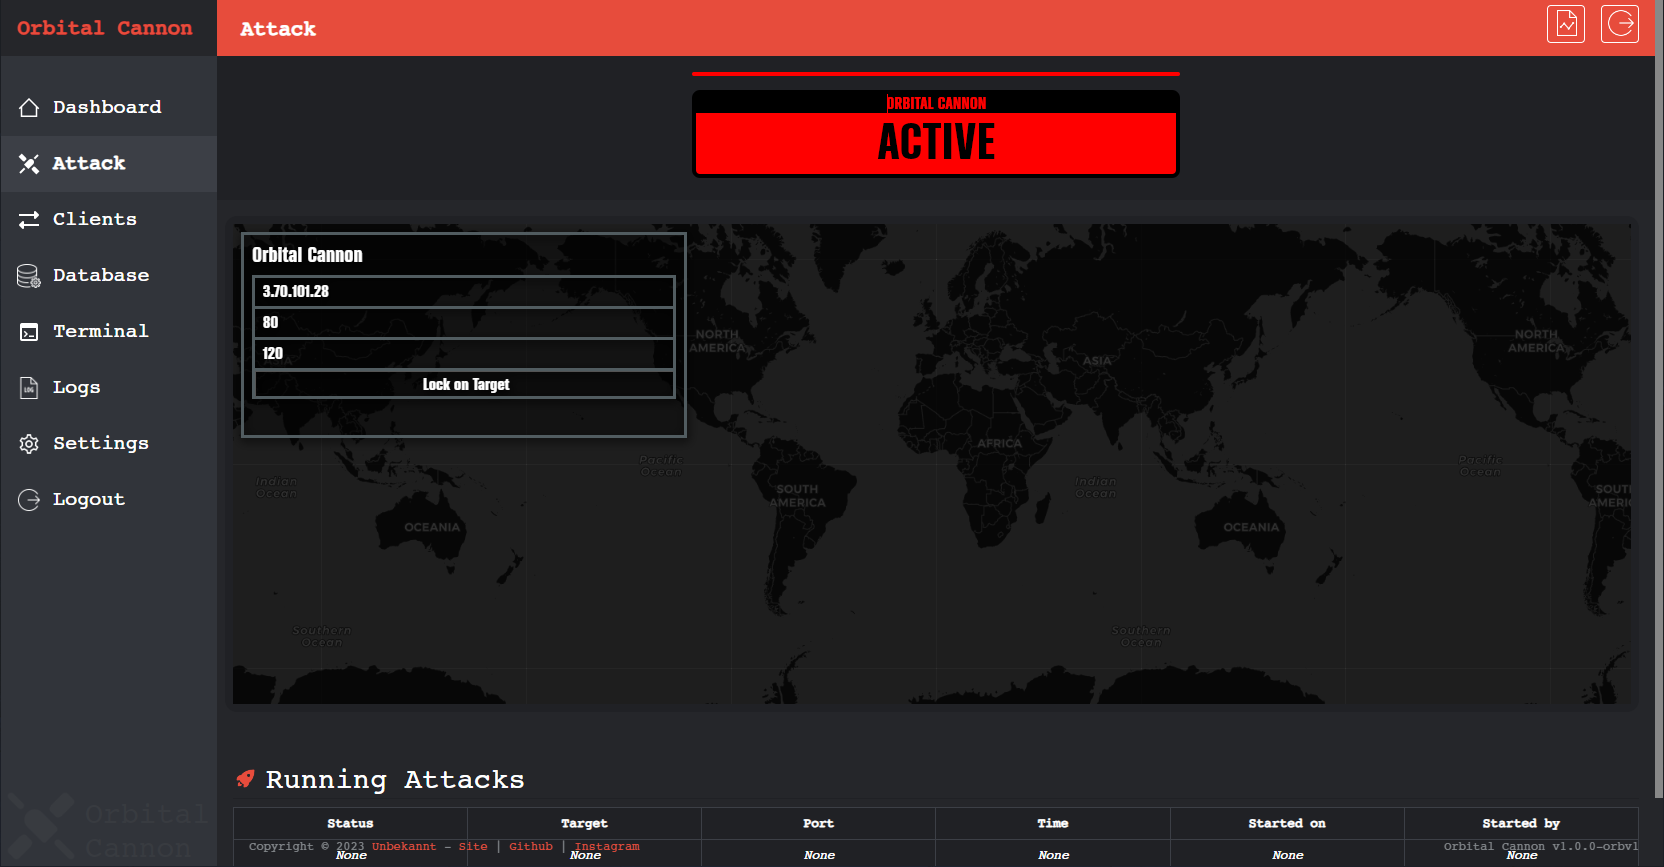 Orbital Cannon
Attack
Dashboard
Attack
Clients
Database
Terminal
LOG
Logs
Settings
Logout
Orbital
Cannon
ORBITAL CANNON
ACTIVE
Orbital Cannon
3.70.101.28
80
120
Lock on Target
NORTH
AMERICA
ASIA
NORTH
AMERICA
AFRICA
Pacific
Ocean
Pacific
Ocean
Indian
Ocean
SOUTH
AMERICA
Indian
Ocean
SOUT
AMERI
OCEANIA
OCEANIA
Southern
Ocean
Southern
Ocean
Running Attacks
Status Target Port Time Started on Started by
Copyright © 2023 Unbekannt - Site | Github | Instagram
Orbital Cannon v1.0.0-orbv1
None None None None None None